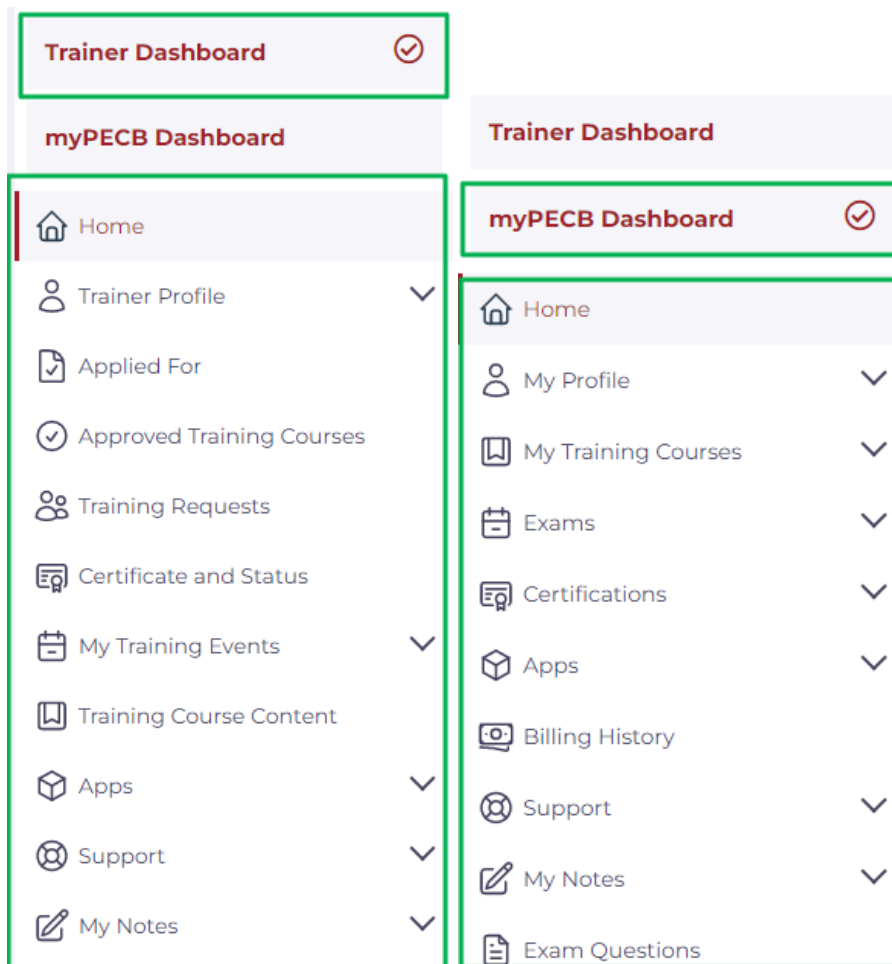 Trainer Dashboard
myPECB Dashboard
Home
Trainer Profile
Applied For
Approved Training Courses
Training Requests
Certificate and Status
My Training Events
Training Course Content
Apps
Support
My Notes
Trainer Dashboard
myPECB Dashboard
Home
My Profile
My Training Courses
Exams
Certifications
Apps
Billing History
Support
My Notes
Exam Questions